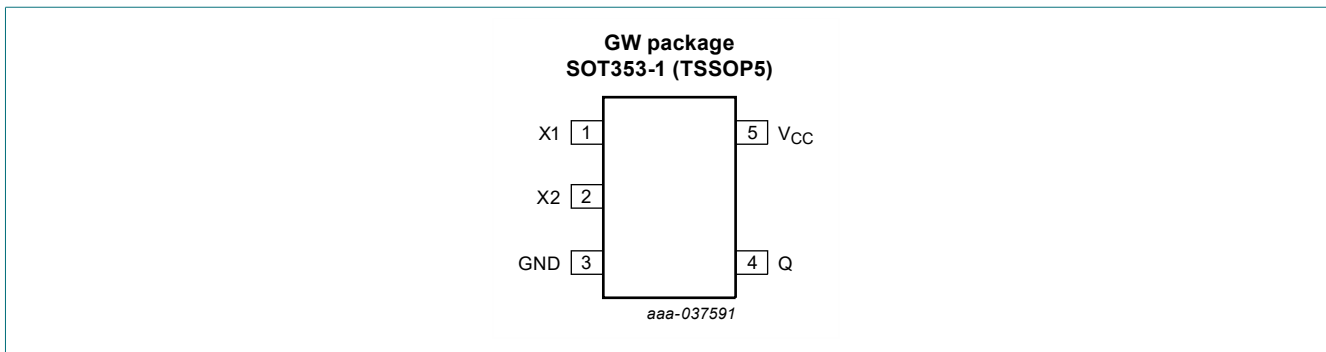 GW package
SOT353-1 (TSSOP5)
X1 1
5 VCC
X2 2
GND 3
4 Q
aaa-037591